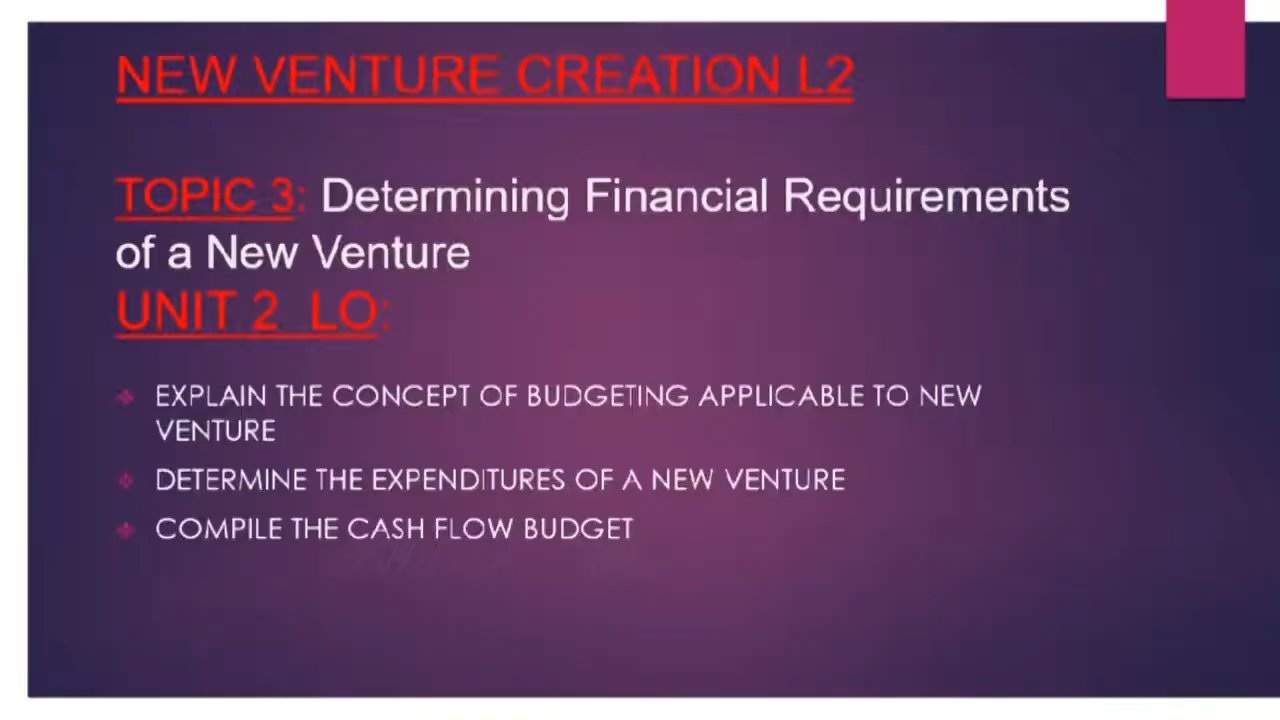 NEW VENTURE CREATION L2
TOPIC 3: Determining Financial Requirements
of a New Venture
UNIT 2 LO:
EXPLAIN THE CONCEPT OF BUDGETING APPLICABLE TO NEW
VENTURE
DETERMINE THE EXPENDITURES OF A NEW VENTURE
COMPILE THE CASH FLOW BUDGET